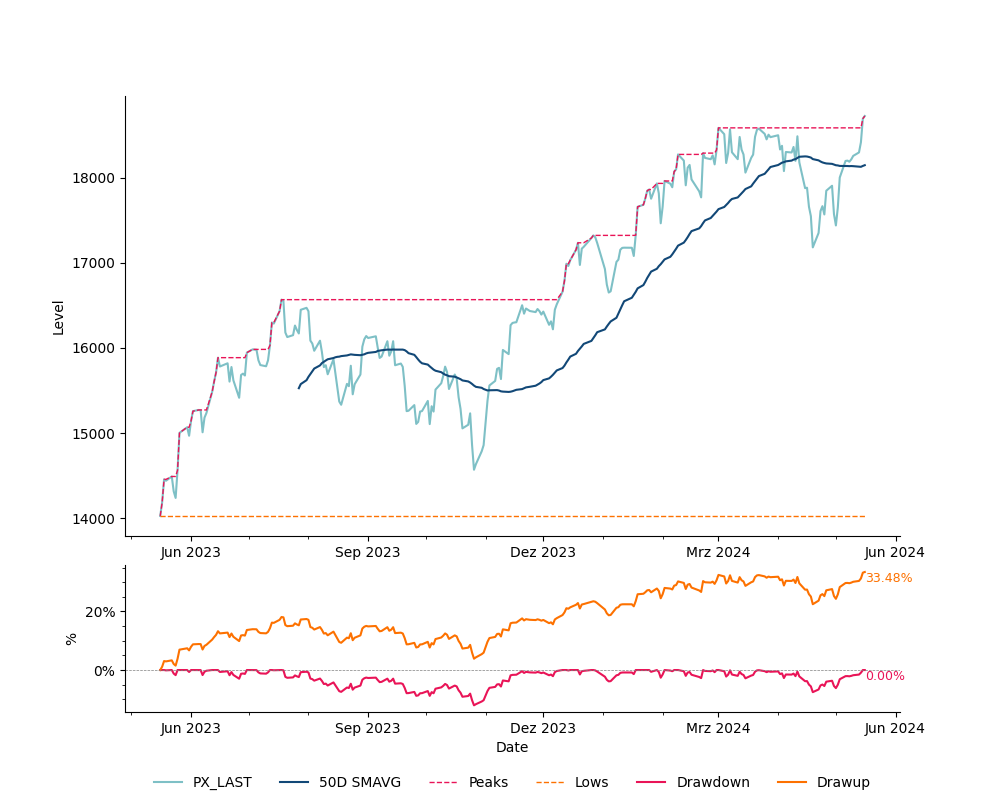 18000
17000
16000
15000
14000
Level
Jun 2023 Sep 2023 Dez 2023 Mrz 2024 Jun 2024
20%
0%
%
33.48%
0.00%
Jun 2023 Sep 2023 Dez 2023 Mrz 2024 Jun 2024
Date
PX_LAST 50D SMAVG Peaks Lows Drawdown Drawup